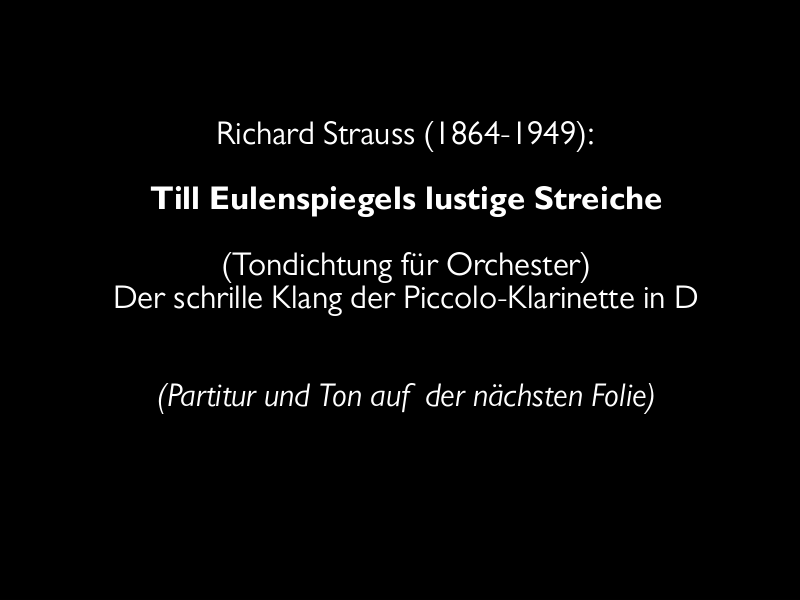 Richard Strauss (1864-1949):
Till Eulenspiegels lustige Streiche
(Tondichtung für Orchester)
Der schrille Klang der Piccolo-Klarinette in D
(Partitur und Ton auf der nächsten Folie)